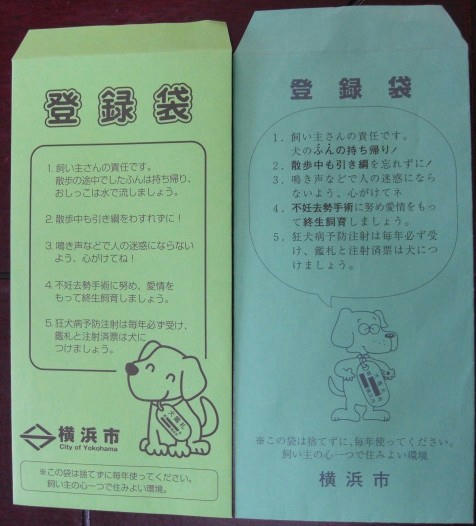 登録袋
1. 飼い主さんの責任です。
散歩の途中でしたふんは持ち帰り、
おしっこは水で流しましょう。
2. 散歩中も引き綱をわすれずに！
3. 鳴き声などで人の迷惑にならない
よう、心がけてね！
4. 不妊去勢手術に努め、愛情を
もって終生飼育しましょう。
5. 狂犬病予防注射は毎年必ず受け、
鑑札と注射済票は犬に
つけましょう。
犬鑑札
横浜市
City of Yokohama
※この袋は捨てずに毎年使ってください。
飼い主の心一つで住みよい環境。
登録袋
1. 飼い主さんの責任です。
犬のふんの持ち帰り！
2. 散歩中も引き綱を忘れずに！
3. 鳴き声などで人の迷惑になら
ないよう、心がけてネ
4. 不妊去勢手術に努め愛情をもっ
て終生飼育しましょう。
5. 狂犬病予防注射は毎年必ず受
け、鑑札と注射済票は犬につ
けましょう。
※この袋は捨てずに、毎年使ってください。
飼い主の心一つで住みよい環境
横浜市